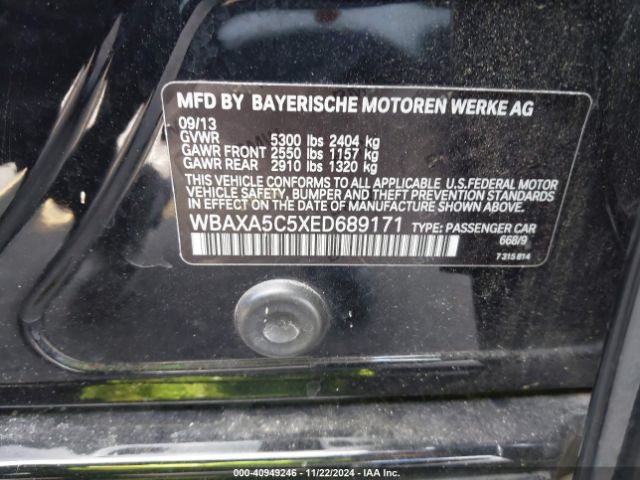 MFD BY BAYERISCHE MOTOREN WERKE AG
09/13
GVWR 5300 lbs 2404 kg
GAWR FRONT 2550 lbs 1157 kg
GAWR REAR 2910 lbs 1320 kg
THIS VEHICLE CONFORMS TO ALL APPLICABLE U.S.FEDERAL MOTOR
VEHICLE SAFETY, BUMPER AND THEFT PREVENTION STANDARDS
IN EFFECT ON THE DATE OF MANUFACTURE SHOWN ABOVE.
WBAXA5C5XED689171 TYPE: PASSENGER CAR
668/9
7 315 814
000-40949246 - 11/22/2024 - IAA Inc.